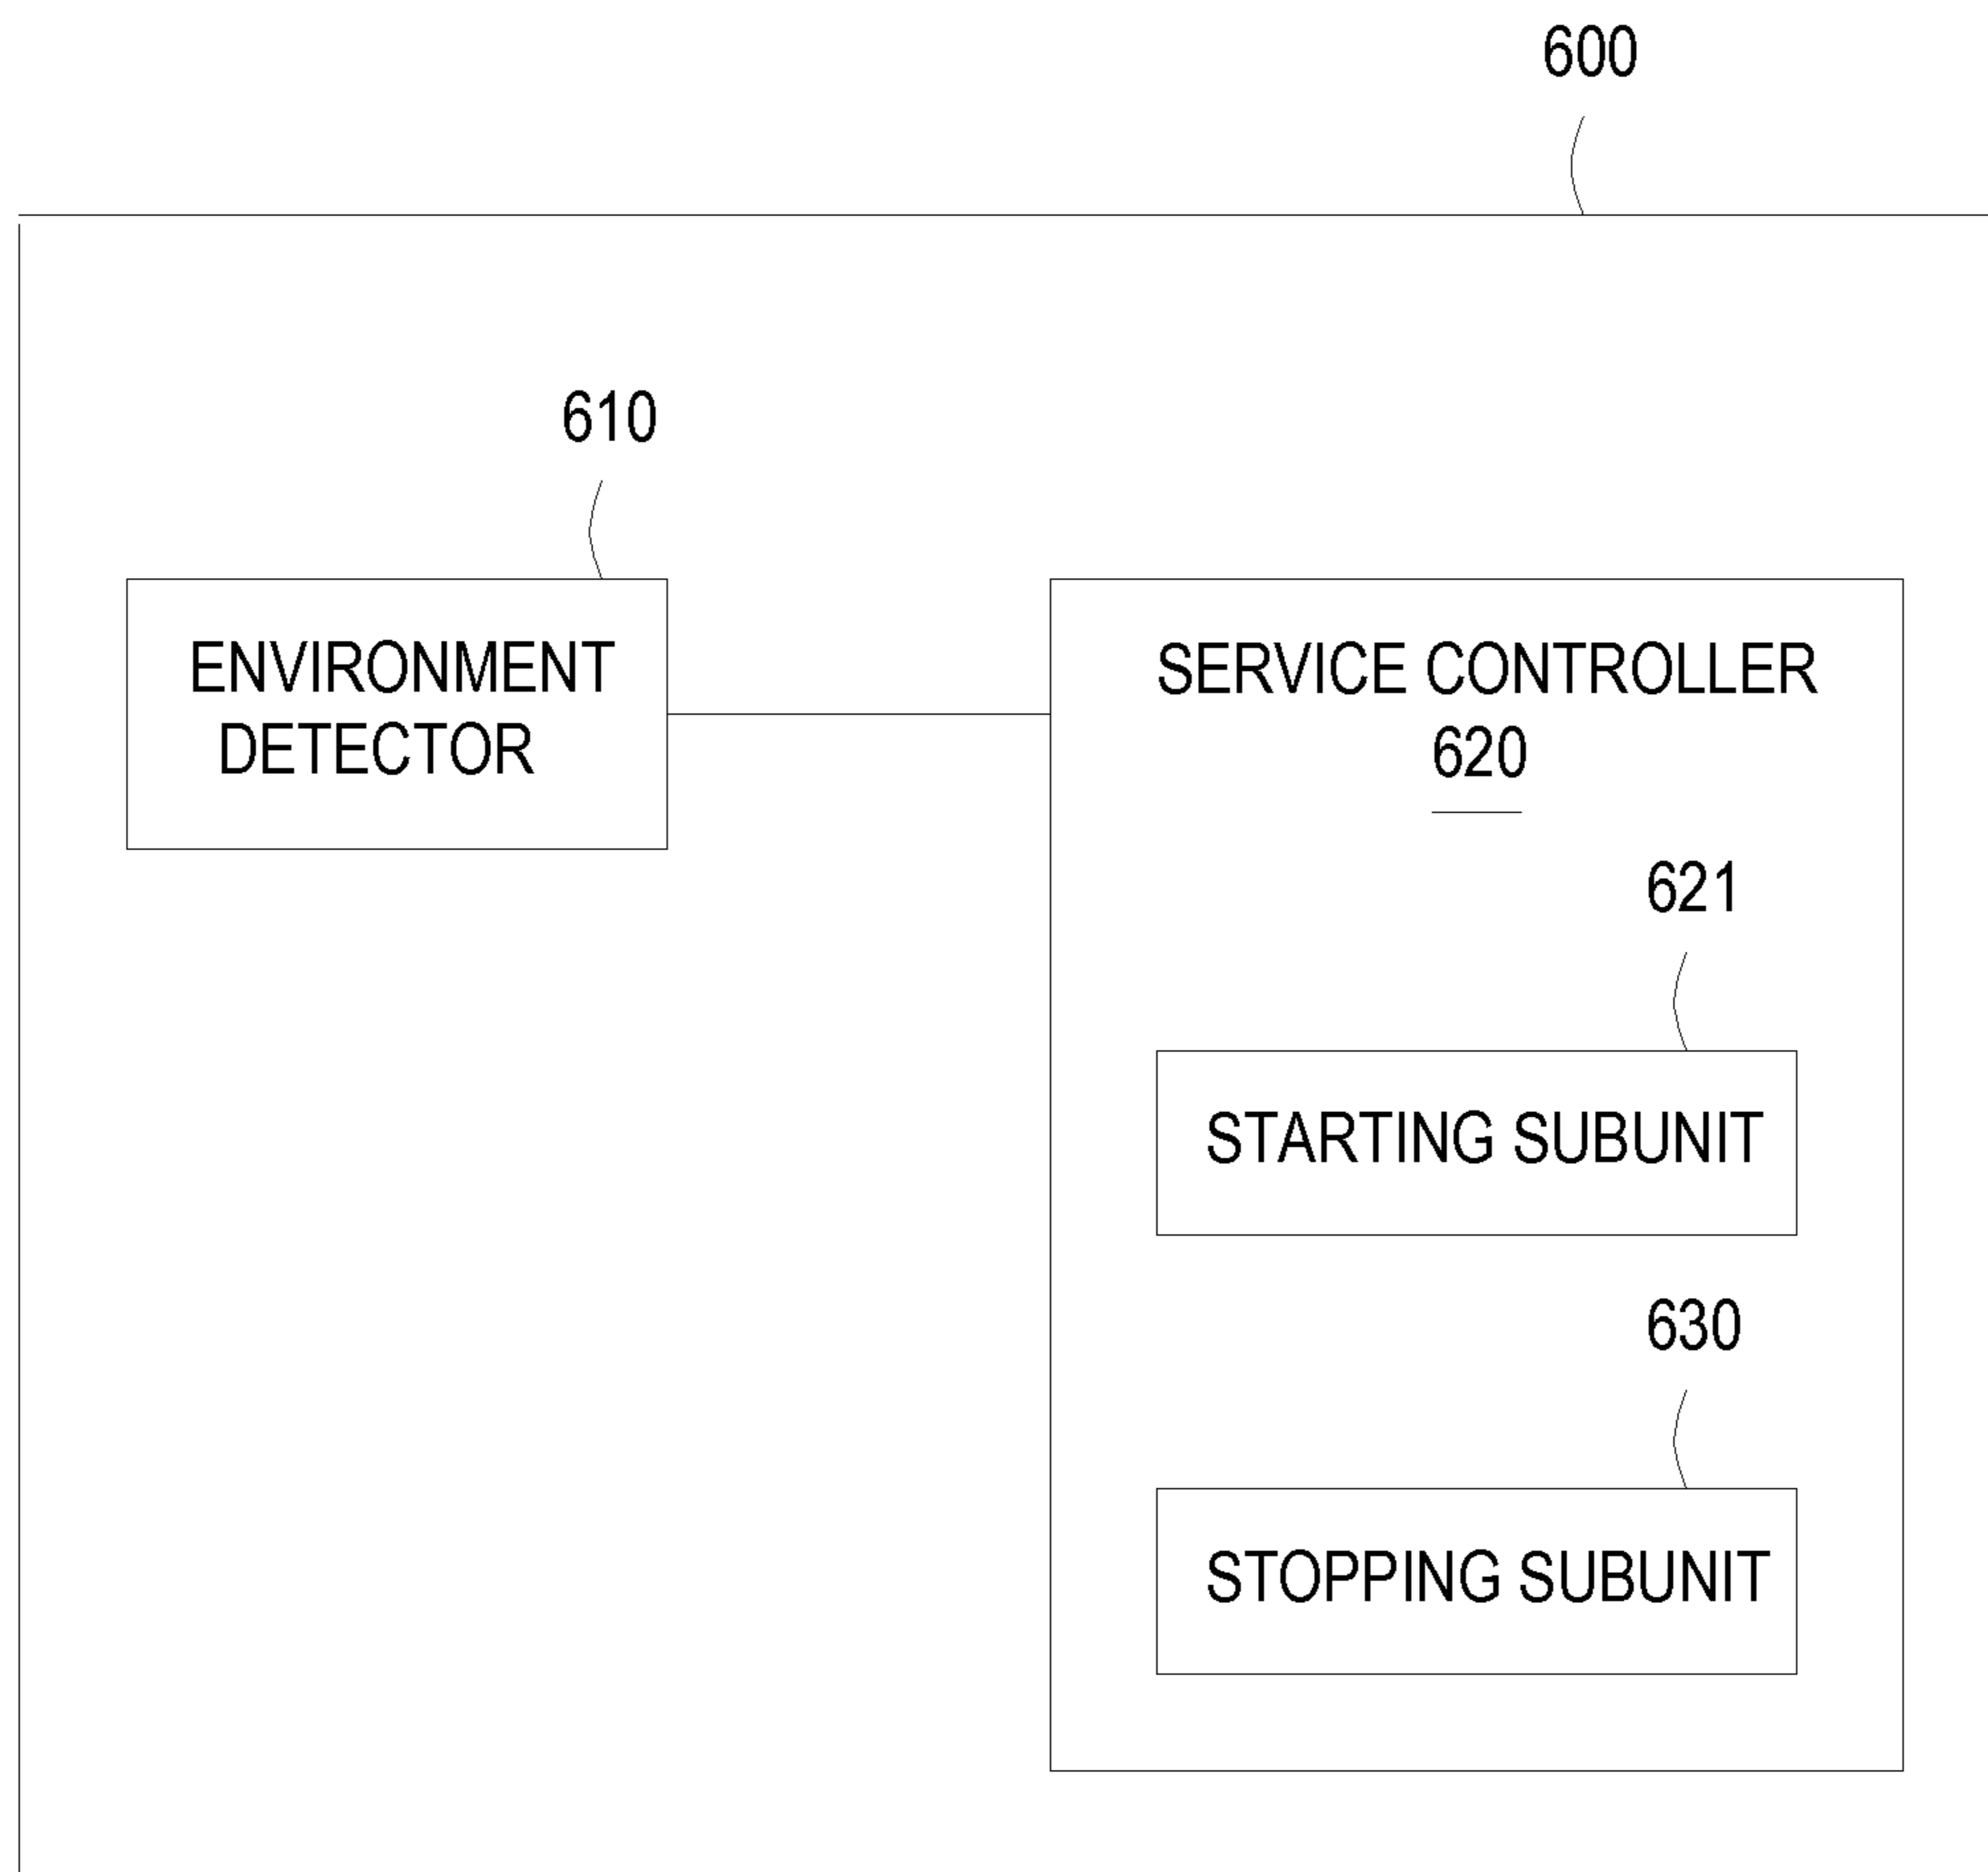 600
610
ENVIRONMENT
DETECTOR
SERVICE CONTROLLER
620
621
STARTING SUBUNIT
630
STOPPING SUBUNIT